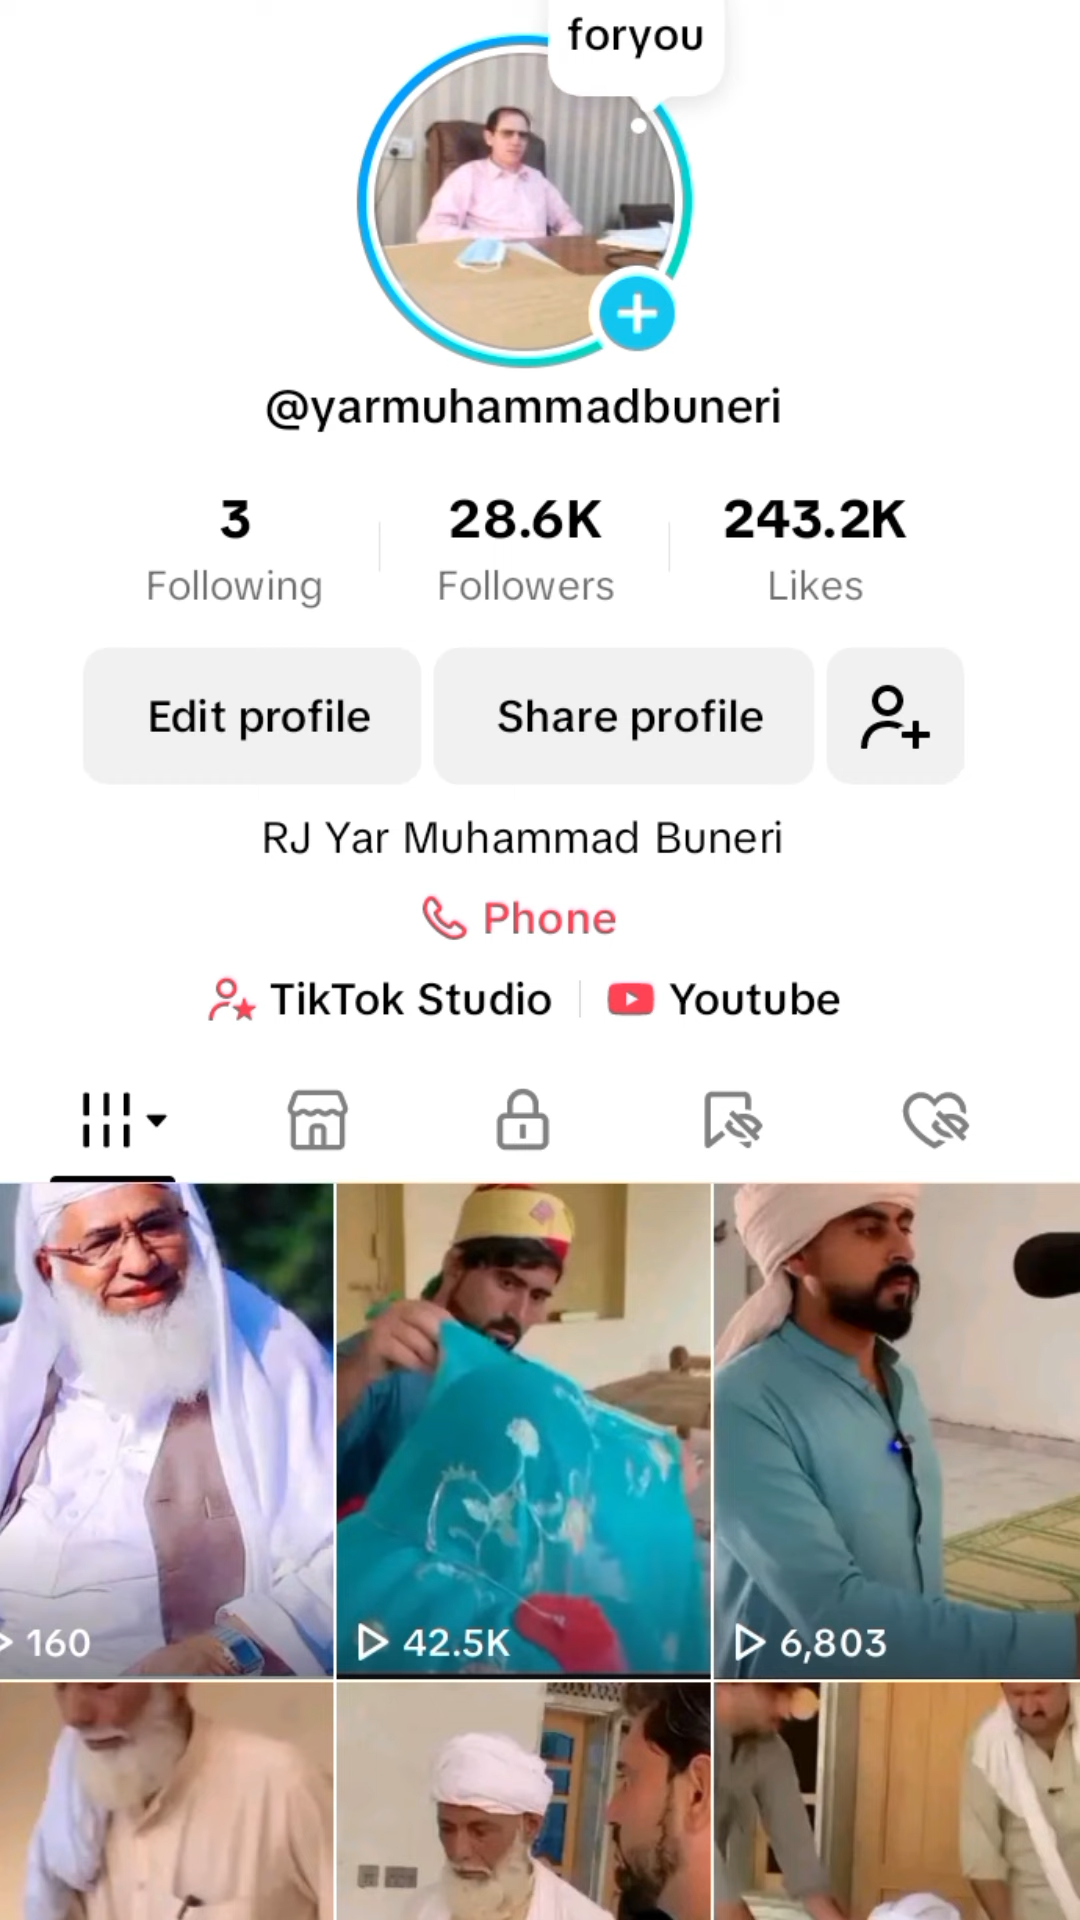 foryou
@yarmuhammadbuneri
3 28.6K 243.2K
Following Followers Likes
Edit profile Share profile
RJ Yar Muhammad Buneri
Phone
TikTok Studio Youtube
160 42.5K 6,803